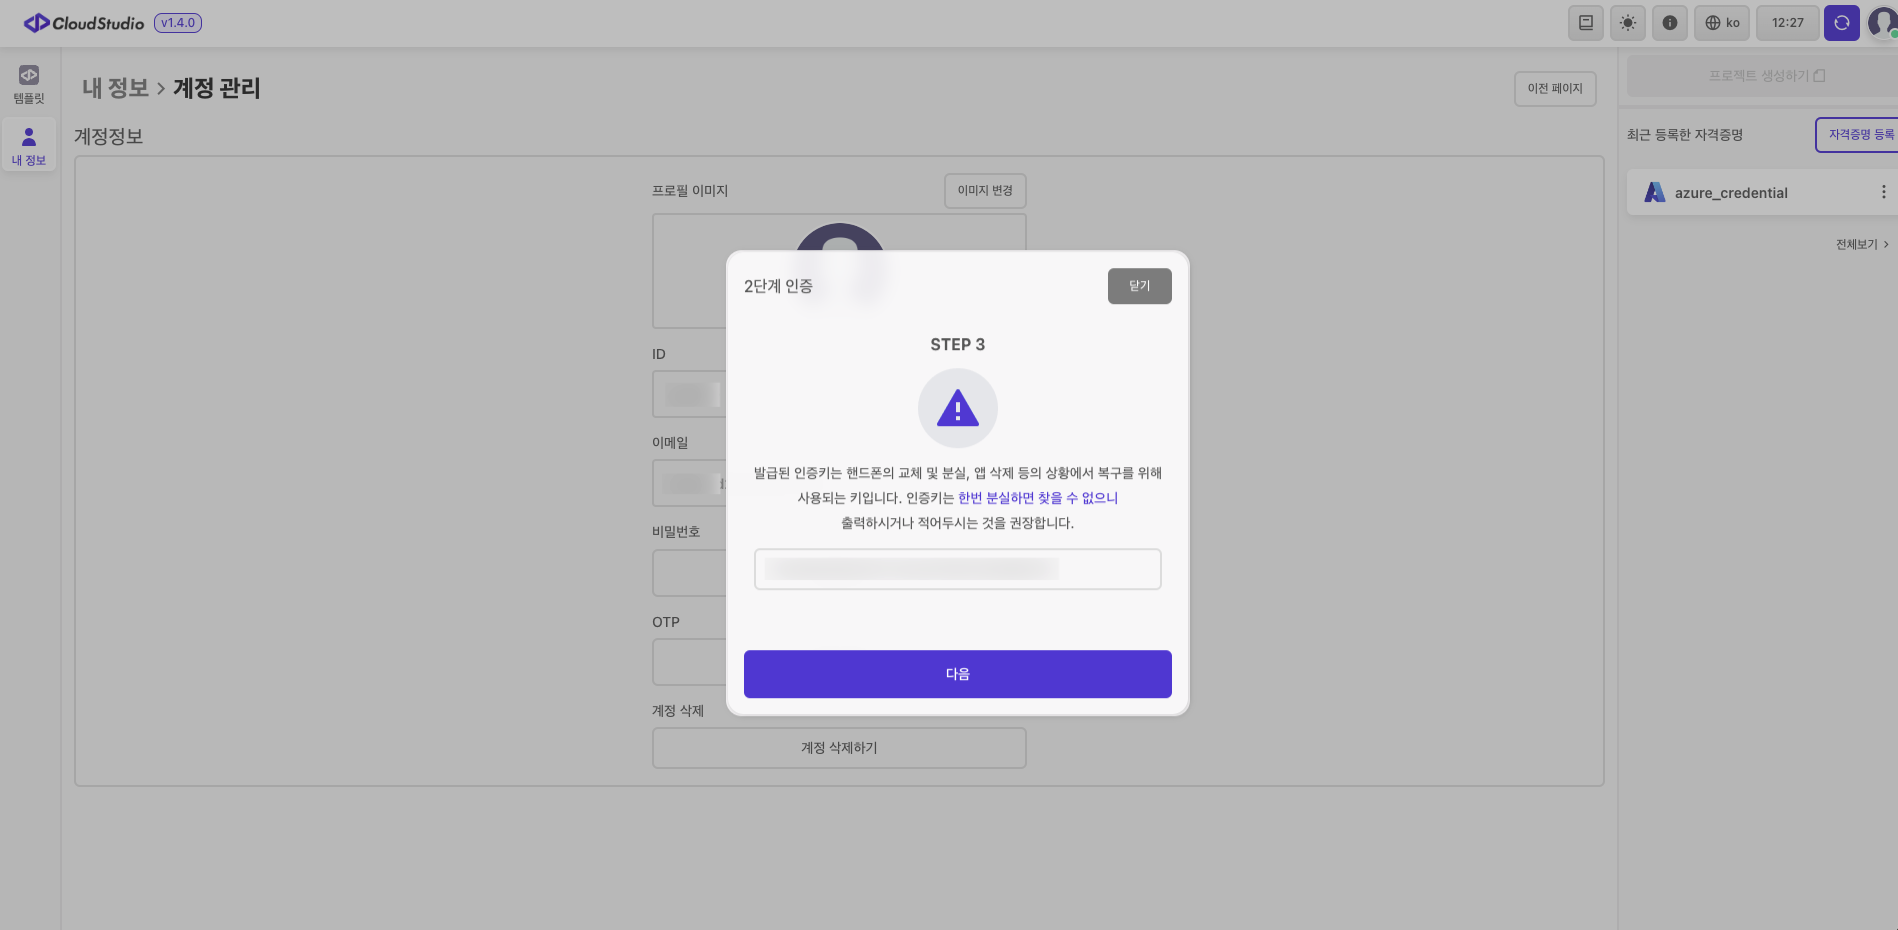 CloudStudio v1.4.0
ko
12:27
템플릿
내 정보
내 정보 > 계정 관리
이전 페이지
계정정보
프로필 이미지
이미지 변경
ID
이메일
비밀번호
OTP
계정 삭제
계정 삭제하기
2단계 인증
닫기
STEP 3
발급된 인증키는 핸드폰의 교체 및 분실, 앱 삭제 등의 상황에서 복구를 위해
사용되는 키입니다. 인증키는 한번 분실하면 찾을 수 없으니
출력하시거나 적어두시는 것을 권장합니다.
다음
프로젝트 생성하기
최근 등록한 자격증명
자격증명 등록
azure_credential
전체보기 >